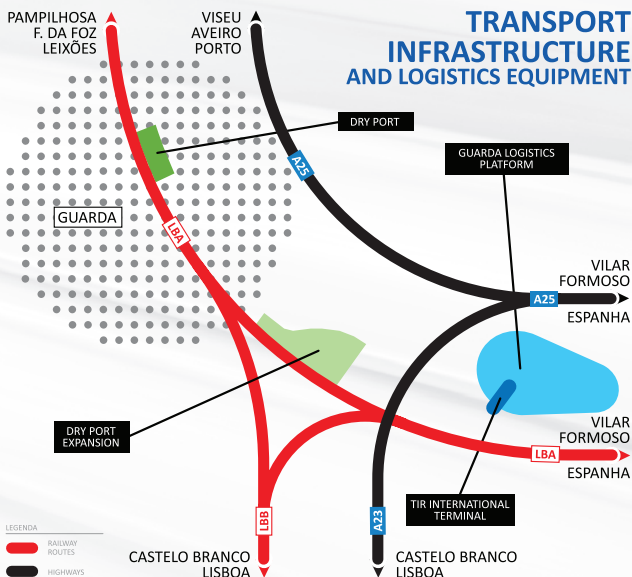 PAMPILHOSA
F. DA FOZ
LEIXÕES
VISEU
AVEIRO
PORTO
TRANSPORT
INFRASTRUCTURE
AND LOGISTICS EQUIPMENT
DRY PORT
GUARDA LOGISTICS
PLATFORM
A25
GUARDA
LBA
VILAR
FORMOSO
A25
ESPANHA
DRY PORT
EXPANSION
VILAR
FORMOSO
LBA
ESPANHA
TIR INTERNATIONAL
TERMINAL
LBB
A23
LEGENDA
RAILWAY
ROUTES
HIGHWAYS
CASTELO BRANCO
LISBOA
CASTELO BRANCO
LISBOA